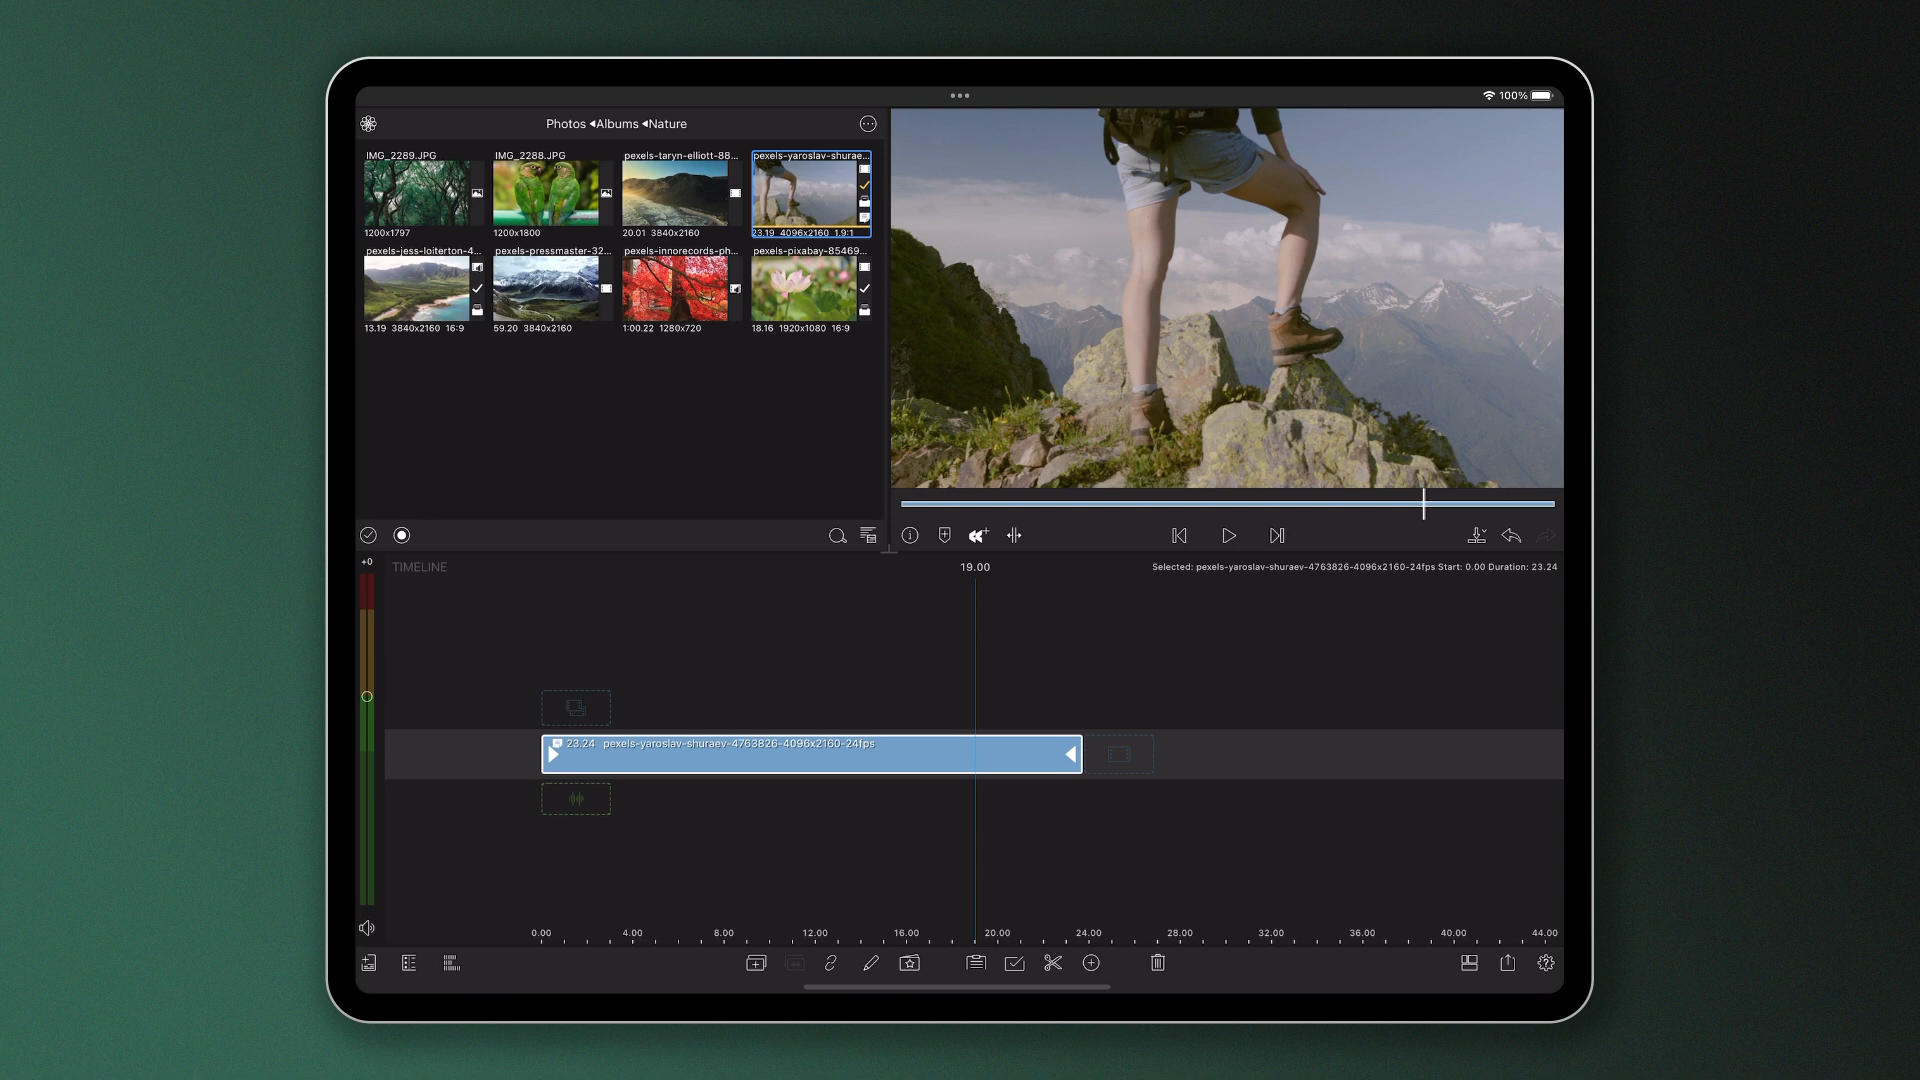 100%
Photos ◀Albums ◀Nature
IMG_2289.JPG
IMG_2288.JPG
pexels-taryn-elliott-88...
pexels-yaroslav-shurae...
1200x1797
1200x1800
20.01 3840x2160
23.19 4096x2160 1.9:1
pexels-jess-loiterton-4...
pexels-pressmaster-32...
pexels-innorecords-ph...
pexels-pixabay-85469...
13.19 3840x2160 16:9
59.20 3840x2160
1:00.22 1280x720
18.16 1920x1080 16:9
+0
TIMELINE
19.00
Selected: pexels-yaroslav-shuraev-4763826-4096x2160-24fps Start: 0.00 Duration: 23.24
23.24 pexels-yaroslav-shuraev-4763826-4096x2160-24fps
0.00 4.00 8.00 12.00 16.00 20.00 24.00 28.00 32.00 36.00 40.00 44.00